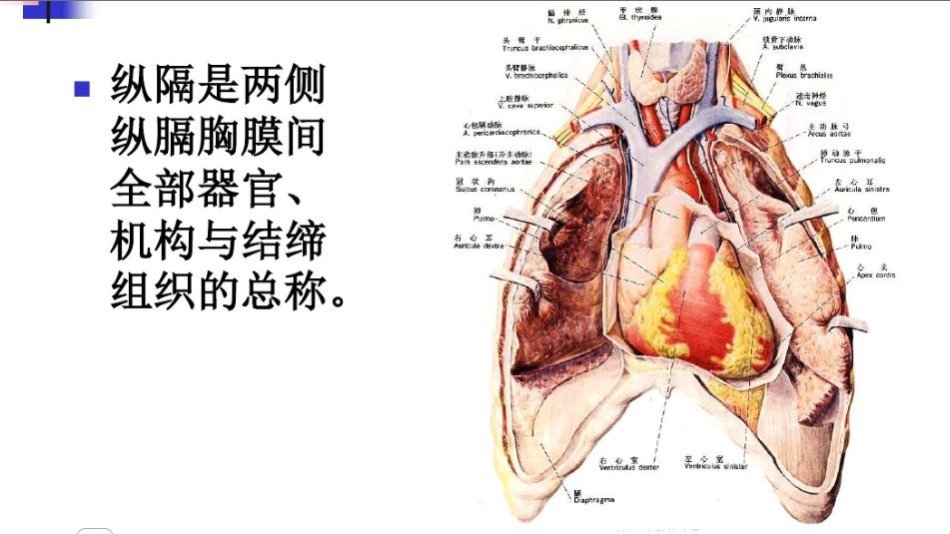 纵隔是两侧
纵膈胸膜间
全部器官、
机构与结缔
组织的总称。
膈神经
N. phrenicus
甲状腺
Gl. thyroidea
颈内静脉
V. jugularis interna
头臂干
Truncus brachiocephalicus
锁骨下动脉
A. subclavia
头臂静脉
V. brachiocephalica
臂丛
Plexus brachialis
上腔静脉
V. cava superior
迷走神经
N. vagus
心包膈动脉
A. pericardiacophrenica
主动脉弓
Arcus aortae
主动脉升部(升主动脉)
Pars ascendens aortae
肺动脉干
Truncus pulmonalis
冠状沟
Sulcus coronarius
左心耳
Auricula sinistra
肺
Pulmo
心包
Pericardium
右心耳
Auricula dextra
肺
Pulmo
心尖
Apex cordis
右心室
Ventriculus dexter
左心室
Ventriculus sinister
膈
Diaphragma